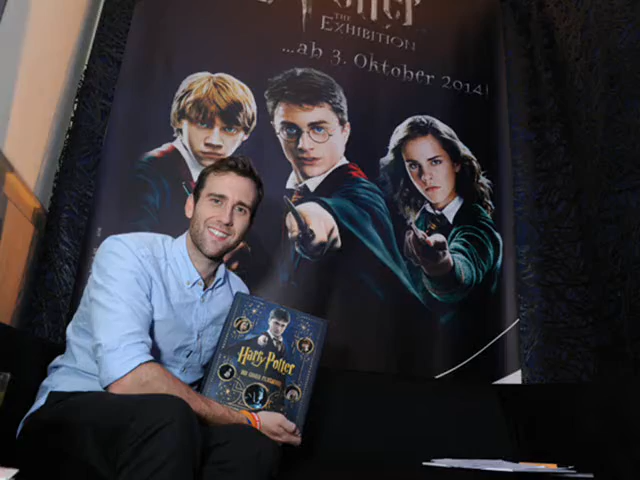 Potter
THE
EXHIBITION
...ab 3. Oktober 2014!
Harry Potter